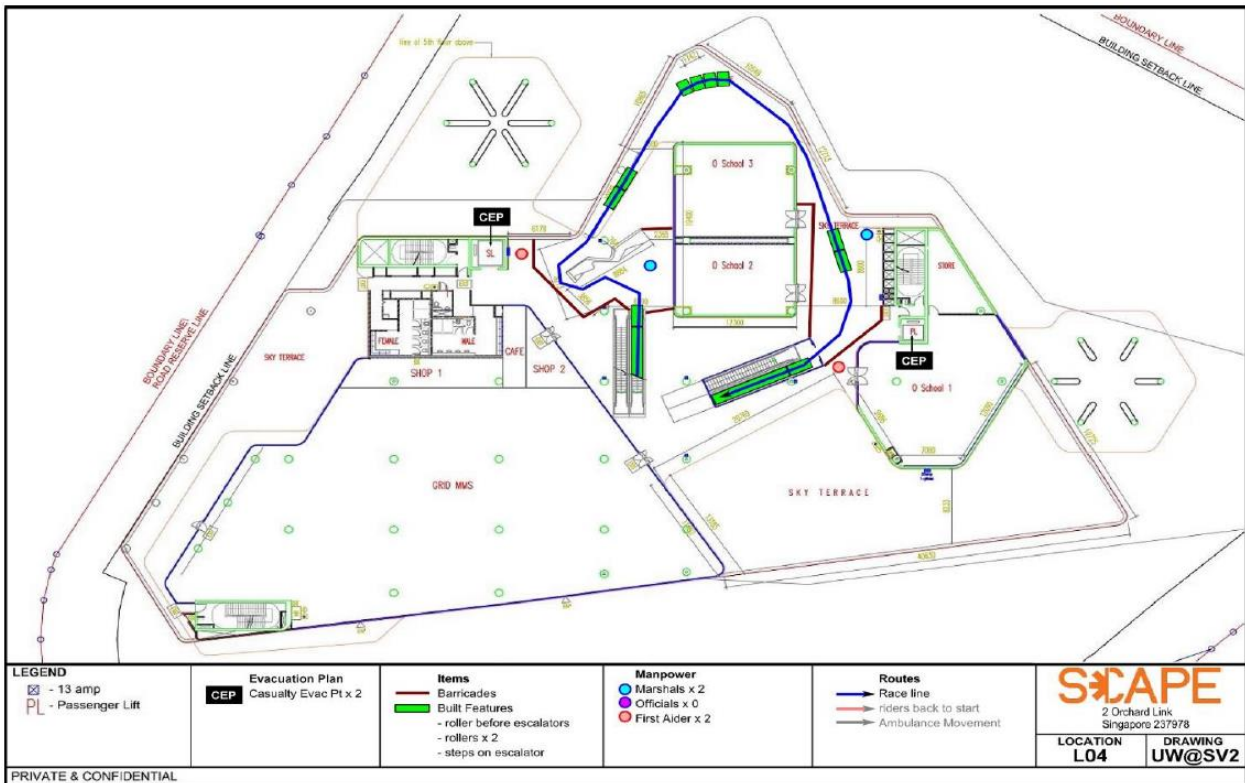 BOUNDARY LINE
BUILDING SETBACK LINE
line of 5th floor above
CEP
SL
O School 3
SKY TERRACE
STORE
O School 2
PL
CEP
BOUNDARY LINE\
ROAD RESERVE LINE
BUILDING SETBACK LINE
SKY TERRACE
FEMALE
MALE
CAFE
SHOP 1
SHOP 2
O School 1
GRID MMS
SKY TERRACE
6170
12300
8600
7000
40650
LEGEND
- 13 amp
PL - Passenger Lift
Evacuation Plan
CEP Casualty Evac Pt x 2
Items
Barricades
Built Features
- roller before escalators
- rollers x 2
- steps on escalator
Manpower
Marshals x 2
Officials x 0
First Aider x 2
Routes
Race line
riders back to start
Ambulance Movement
SCAPE
2 Orchard Link
Singapore 237978
LOCATION
L04
DRAWING
UW@SV2
PRIVATE & CONFIDENTIAL